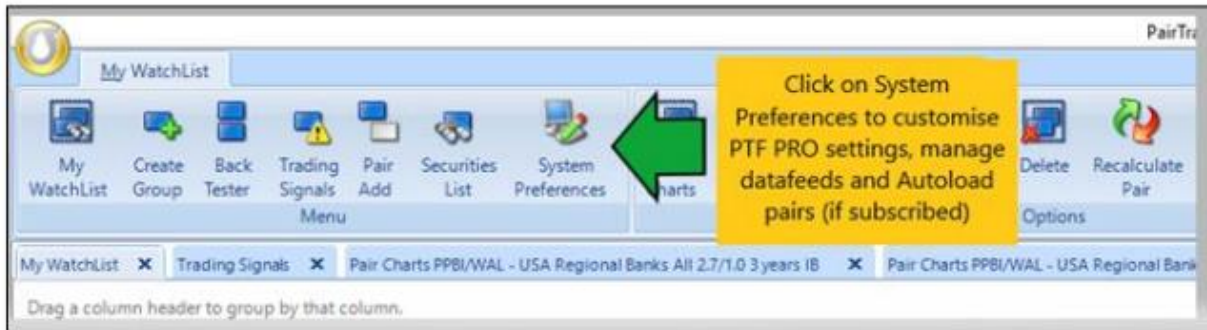 PairTra
My WatchList
Click on System
Preferences to customise
PTF PRO settings, manage
datafeeds and Autoload
pairs (if subscribed)
My Create Back Trading Pair Securities System Delete Recalculate
WatchList Group Tester Signals Add List Preferences harts Pair
Menu Options
My WatchList Trading Signals Pair Charts PPBI/WAL - USA Regional Banks All 2.7/1.0 3 years IB Pair Charts PPBI/WAL - USA Regional Bank
Drag a column header to group by that column.